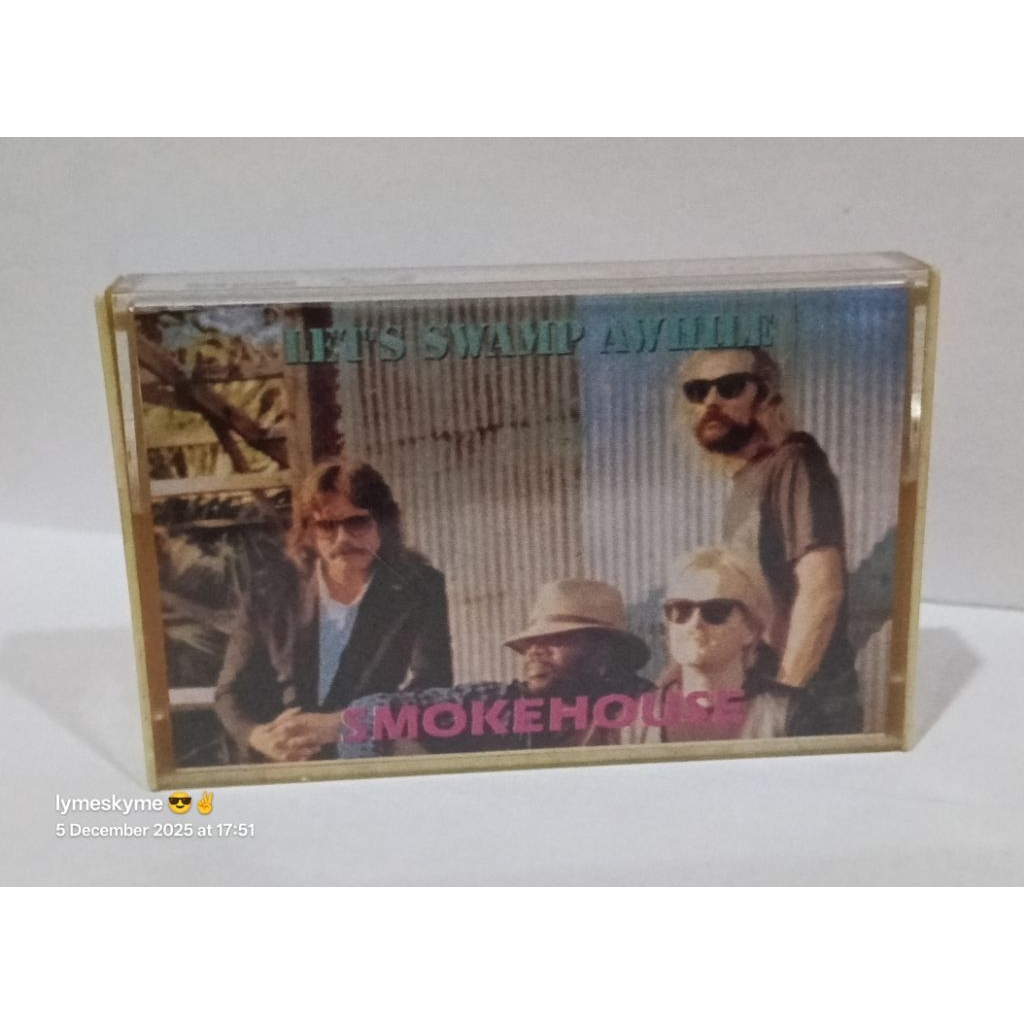 LET'S SWAMP AWHILE
SMOKEHOUSE
lymeskyme 😎✌️
5 December 2025 at 17:51